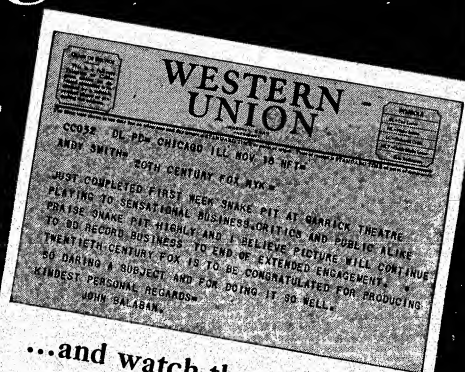 WESTERN
UNION
CC032 DL PD= CHICAGO ILL NOV 18 NFT=
ANDY SMITH=
20TH CENTURY FOX NYK=
JUST COMPLETED FIRST WEEK SNAKE PIT AT GARRICK THEATRE
PLAYING TO SENSATIONAL BUSINESS.CRITICS AND PUBLIC ALIKE
PRAISE SNAKE PIT HIGHLY AND I BELIEVE PICTURE WILL CONTINUE
TO DO RECORD BUSINESS TO END OF EXTENDED ENGAGEMENT.
TWENTIETH-CENTURY FOX IS TO BE CONGRATULATED FOR PRODUCING
SO DARING A SUBJECT AND FOR DOING IT SO WELL.
KINDEST PERSONAL REGARDS=
JOHN BALABAN.
...and watch